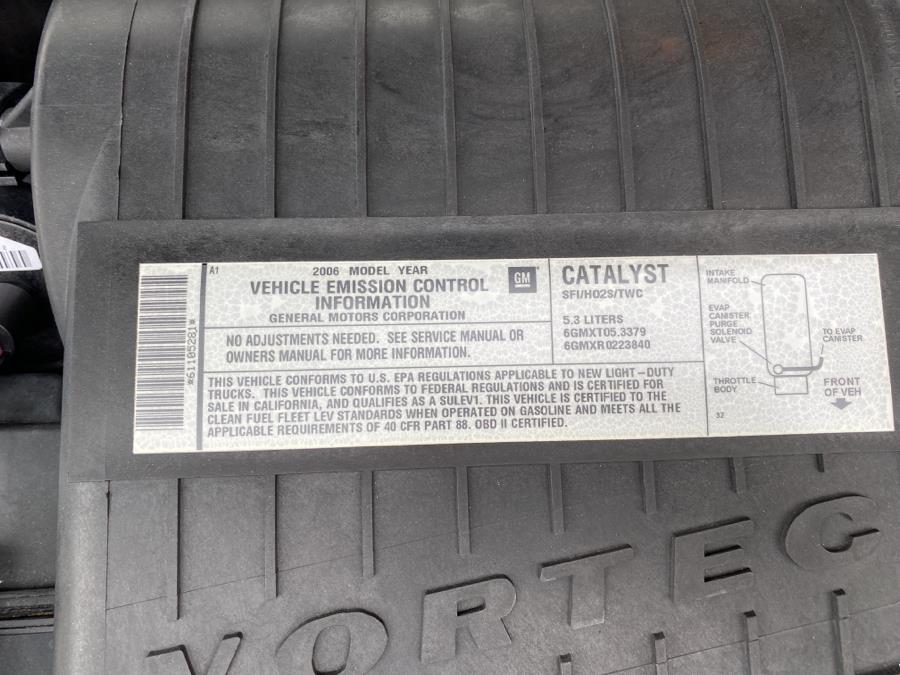 A1
2006 MODEL YEAR
VEHICLE EMISSION CONTROL
INFORMATION
GENERAL MOTORS CORPORATION
GM
NO ADJUSTMENTS NEEDED. SEE SERVICE MANUAL OR
OWNERS MANUAL FOR MORE INFORMATION.
CATALYST
SFI/HO2S/TWC
5.3 LITERS
6GMXT05.3379
6GMXR0223840
THIS VEHICLE CONFORMS TO U.S. EPA REGULATIONS APPLICABLE TO NEW LIGHT-DUTY
TRUCKS. THIS VEHICLE CONFORMS TO FEDERAL REGULATIONS AND IS CERTIFIED FOR
SALE IN CALIFORNIA, AND QUALIFIES AS A SULEV1. THIS VEHICLE IS CERTIFIED TO THE
CLEAN FUEL FLEET LEV STANDARDS WHEN OPERATED ON GASOLINE AND MEETS ALL THE
APPLICABLE REQUIREMENTS OF 40 CFR PART 88. OBD II CERTIFIED.
*61105281*
INTAKE
MANIFOLD
EVAP
CANISTER
PURGE
SOLENOID
VALVE
TO EVAP
CANISTER
THROTTLE
BODY
FRONT
OF VEH
32
VORTEC